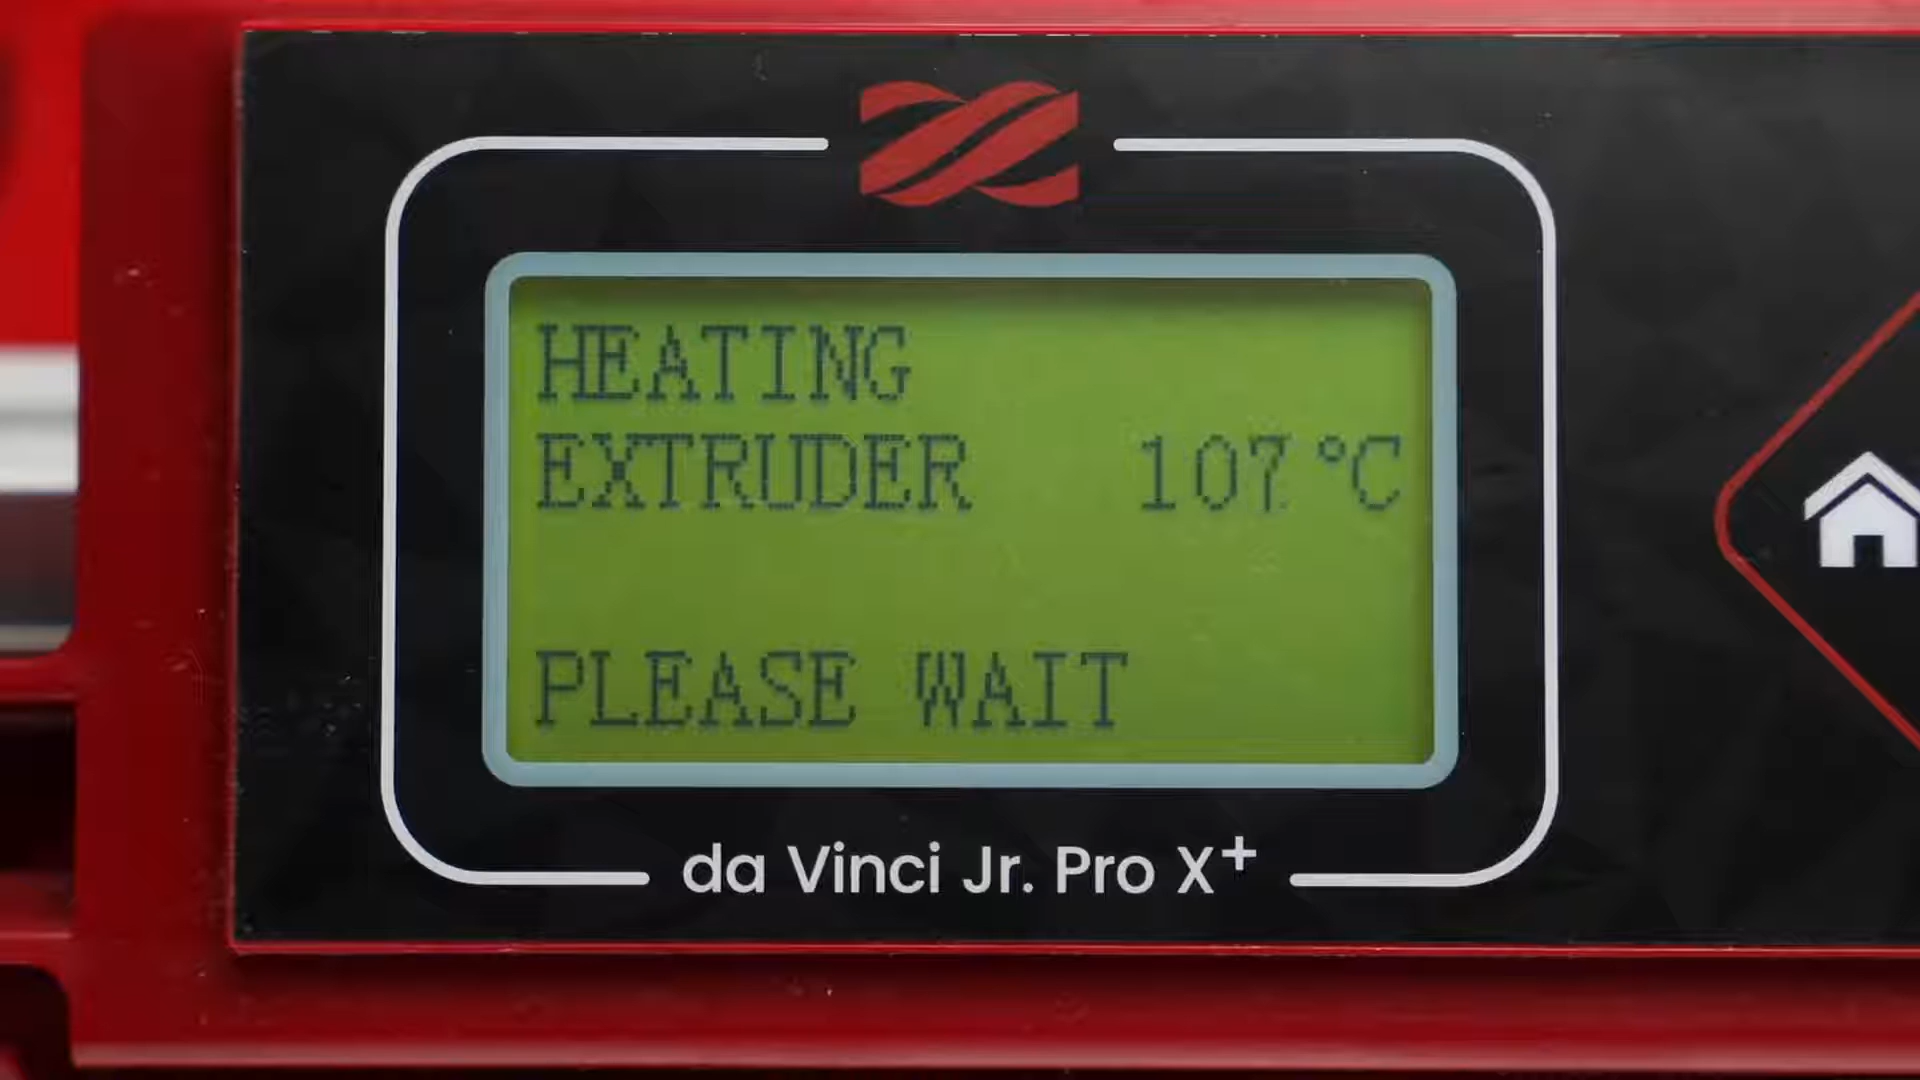 HEATING
EXTRUDER 107 °C
PLEASE WAIT
da Vinci Jr. Pro X+